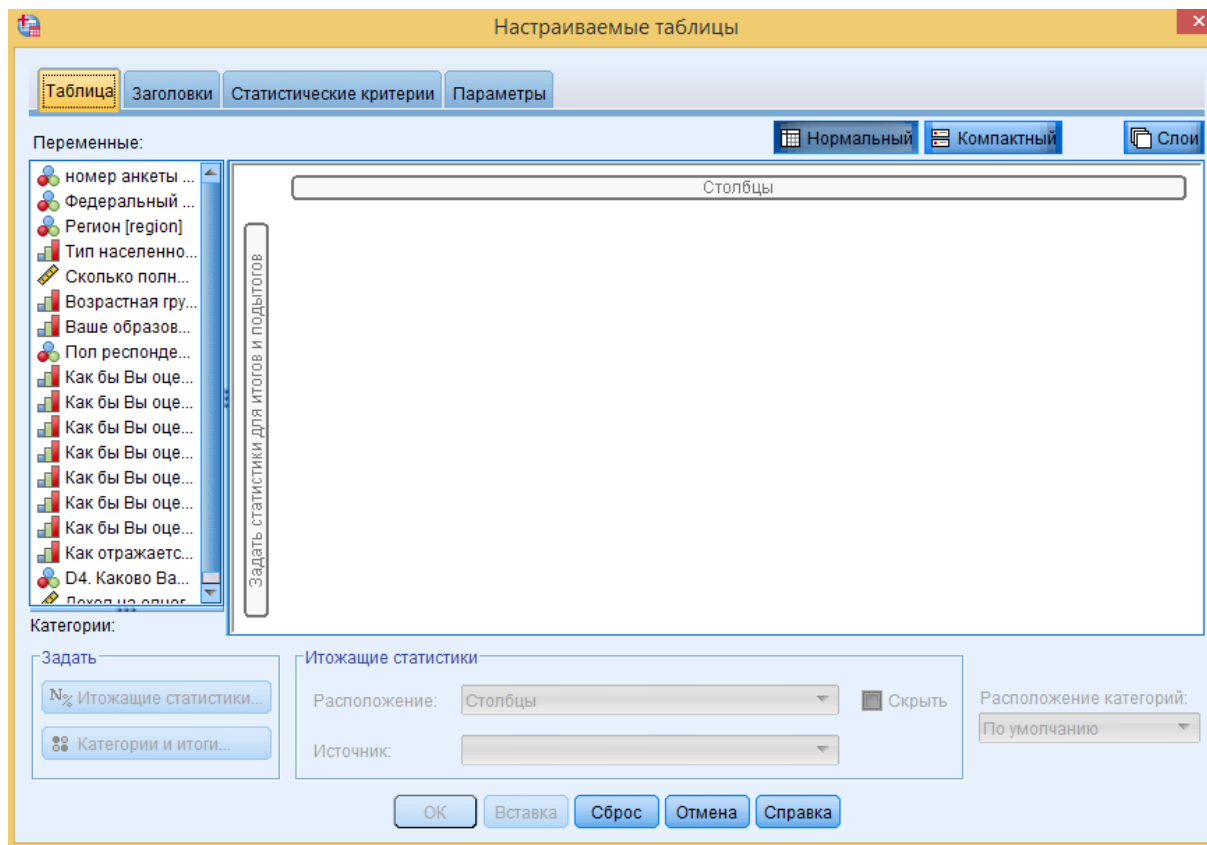 Настраиваемые таблицы
Таблица Заголовки Статистические критерии Параметры
Переменные:
Нормальный Компактный Слои
номер анкеты ...
Федеральный ...
Регион [region]
Тип населенно...
Сколько полн...
Возрастная гру...
Ваше образов...
Пол респонде...
Как бы Вы оце...
Как бы Вы оце...
Как бы Вы оце...
Как бы Вы оце...
Как бы Вы оце...
Как бы Вы оце...
Как бы Вы оце...
Как отражаетс...
D4. Каково Ва...
Доход на одног
Столбцы
Задать статистики для итогов и подытогов
Категории:
Задать
N% Итожащие статистики...
Категории и итоги...
Итожащие статистики
Расположение: Столбцы Скрыть
Источник:
Расположение категорий:
По умолчанию
OK Вставка Сброс Отмена Справка